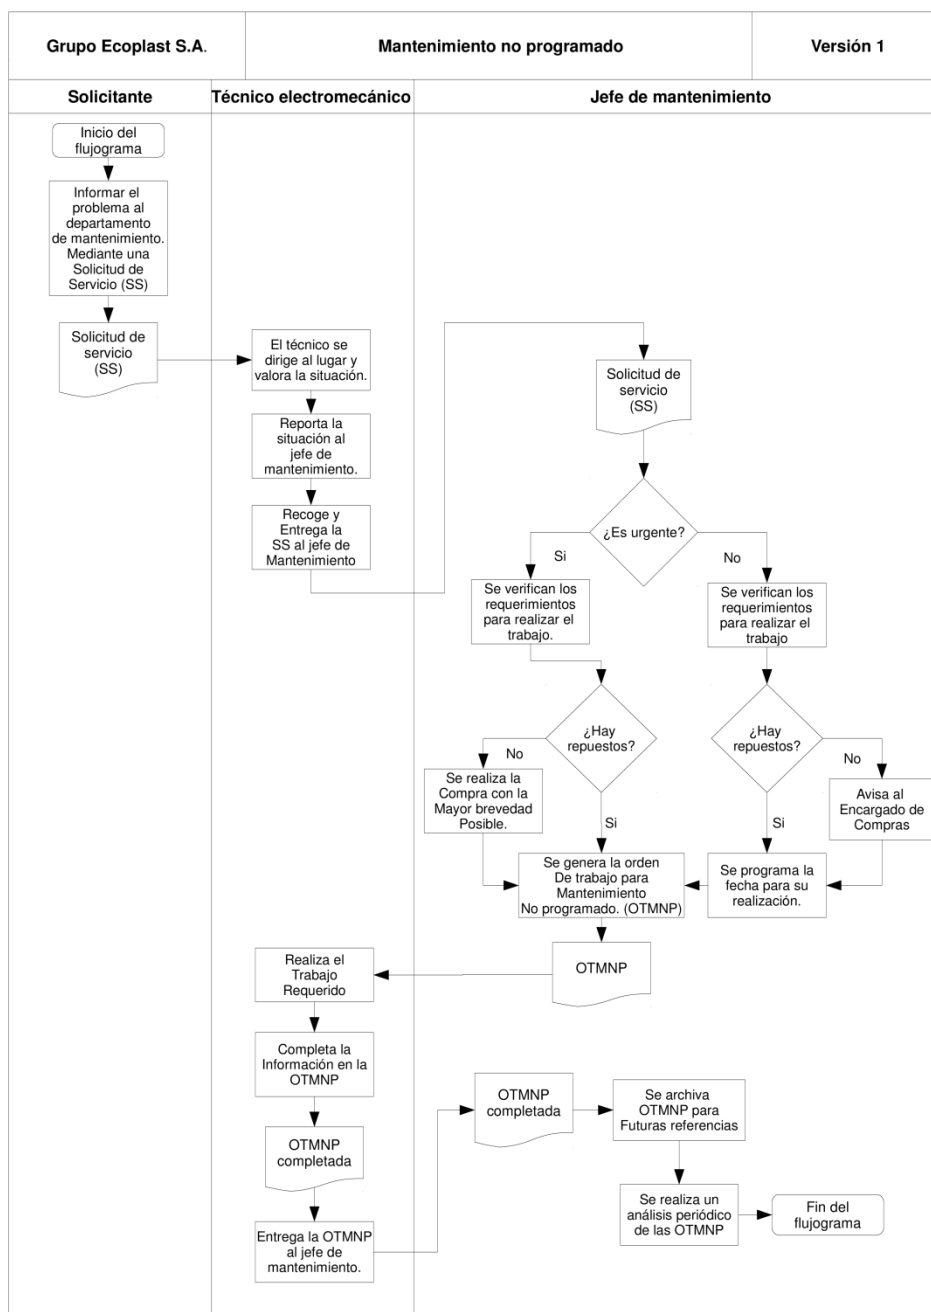 Grupo Ecoplast S.A.
Mantenimiento no programado
Versión 1
Solicitante
Técnico electromecánico
Jefe de mantenimiento
Inicio del
flujograma
Informar el
problema al
departamento
de mantenimiento.
Mediante una
Solicitud de
Servicio (SS)
Solicitud de
servicio
(SS)
El técnico se
dirige al lugar y
valora la situación.
Reporta la
situación al
jefe de
mantenimiento.
Recoge y
Entrega la
SS al jefe de
Mantenimiento
Solicitud de
servicio
(SS)
¿Es urgente?
Si
No
Se verifican los
requerimientos
para realizar el
trabajo.
Se verifican los
requerimientos
para realizar el
trabajo
¿Hay
repuestos?
¿Hay
repuestos?
No
No
Se realiza la
Compra con la
Mayor brevedad
Posible.
Avisa al
Encargado de
Compras
Si
Si
Se genera la orden
De trabajo para
Mantenimiento
No programado. (OTMNP)
Se programa la
fecha para su
realización.
OTMNP
Realiza el
Trabajo
Requerido
Completa la
Información en la
OTMNP
OTMNP
completada
Entrega la OTMNP
al jefe de
mantenimiento.
OTMNP
completada
Se archiva
OTMNP para
Futuras referencias
Se realiza un
análisis periódico
de las OTMNP
Fin del
flujograma